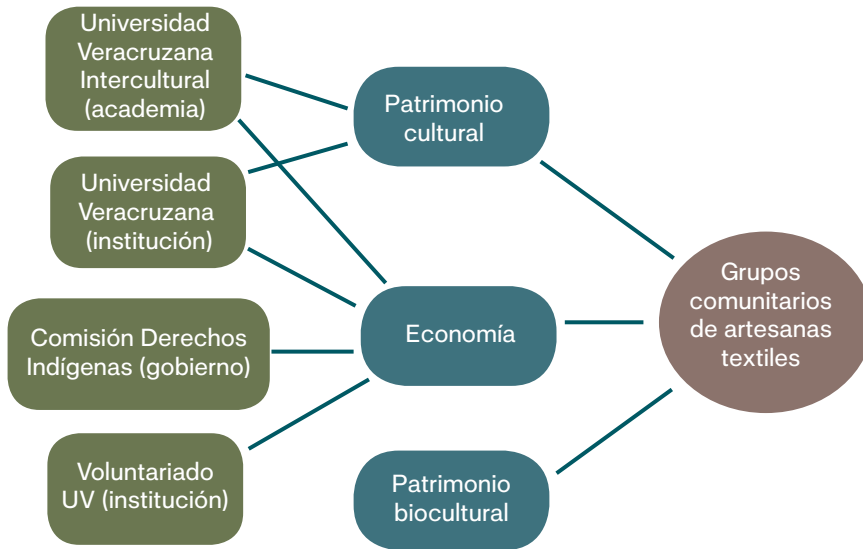 Universidad
Veracruzana
Intercultural
(academia)
Universidad
Veracruzana
(institución)
Comisión Derechos
Indígenas (gobierno)
Voluntariado
UV (institución)
Patrimonio
cultural
Economía
Patrimonio
biocultural
Grupos
comunitarios
de artesanas
textiles